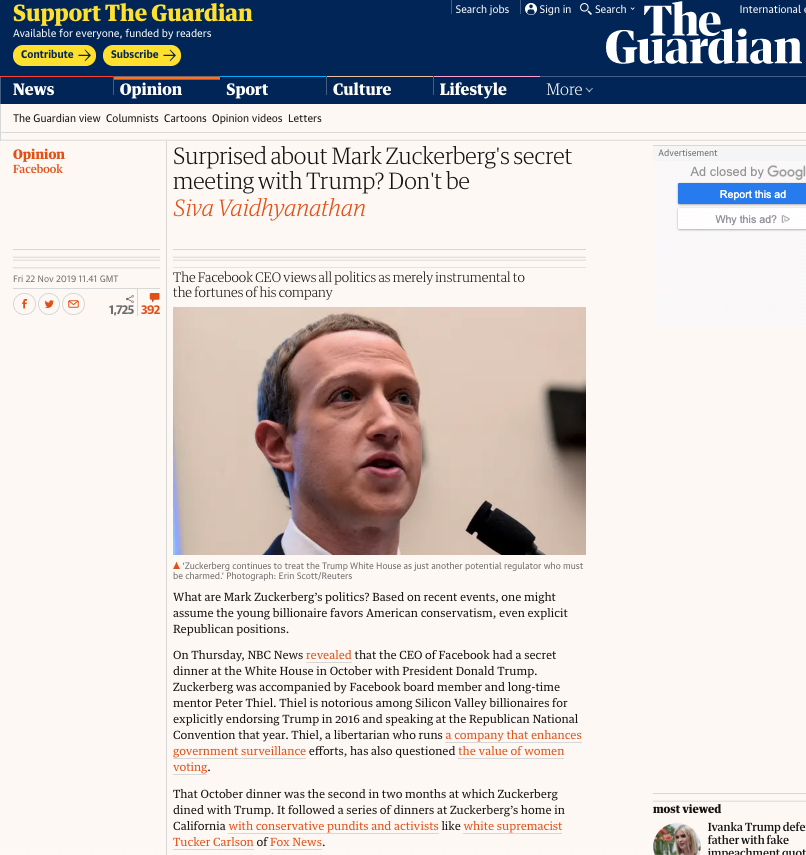 Support The Guardian
Available for everyone, funded by readers
Contribute → Subscribe →
Search jobs Sign in Search International
The Guardian
News Opinion Sport Culture Lifestyle More
The Guardian view Columnists Cartoons Opinion videos Letters
Opinion
Facebook
Surprised about Mark Zuckerberg's secret
meeting with Trump? Don't be
Siva Vaidhyanathan
Fri 22 Nov 2019 11.41 GMT
1,725 392
The Facebook CEO views all politics as merely instrumental to
the fortunes of his company
'Zuckerberg continues to treat the Trump White House as just another potential regulator who must
be charmed.' Photograph: Erin Scott/Reuters
What are Mark Zuckerberg's politics? Based on recent events, one might
assume the young billionaire favors American conservatism, even explicit
Republican positions.
On Thursday, NBC News revealed that the CEO of Facebook had a secret
dinner at the White House in October with President Donald Trump.
Zuckerberg was accompanied by Facebook board member and long-time
mentor Peter Thiel. Thiel is notorious among Silicon Valley billionaires for
explicitly endorsing Trump in 2016 and speaking at the Republican National
Convention that year. Thiel, a libertarian who runs a company that enhances
government surveillance efforts, has also questioned the value of women
voting.
That October dinner was the second in two months at which Zuckerberg
dined with Trump. It followed a series of dinners at Zuckerberg's home in
California with conservative pundits and activists like white supremacist
Tucker Carlson of Fox News.
Advertisement
Ad closed by Googl
Report this ad
Why this ad?
most viewed
Ivanka Trump defe
father with fake
impeachment quot